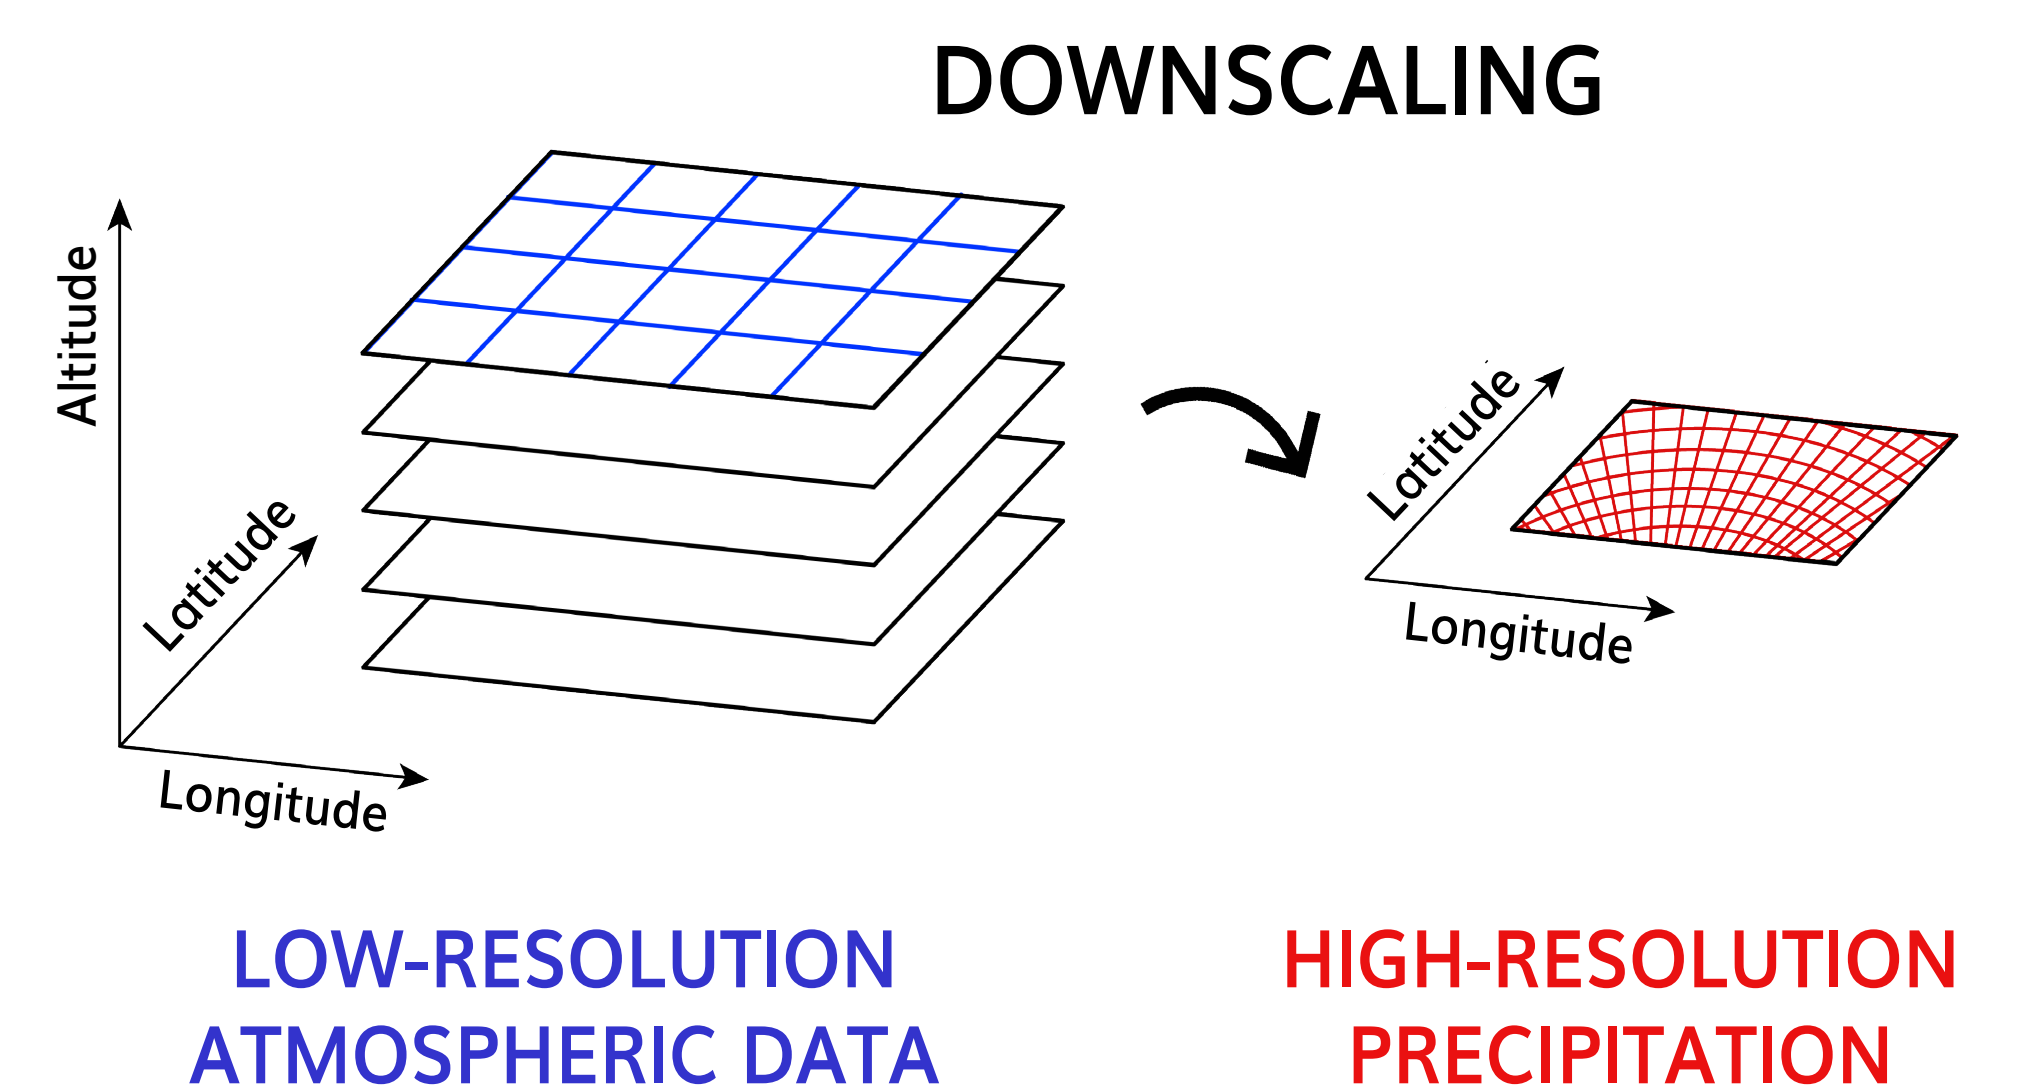 DOWNSCALING
Altitude
Latitude
Longitude
Latitude
Longitude
LOW-RESOLUTION
ATMOSPHERIC DATA
HIGH-RESOLUTION
PRECIPITATION